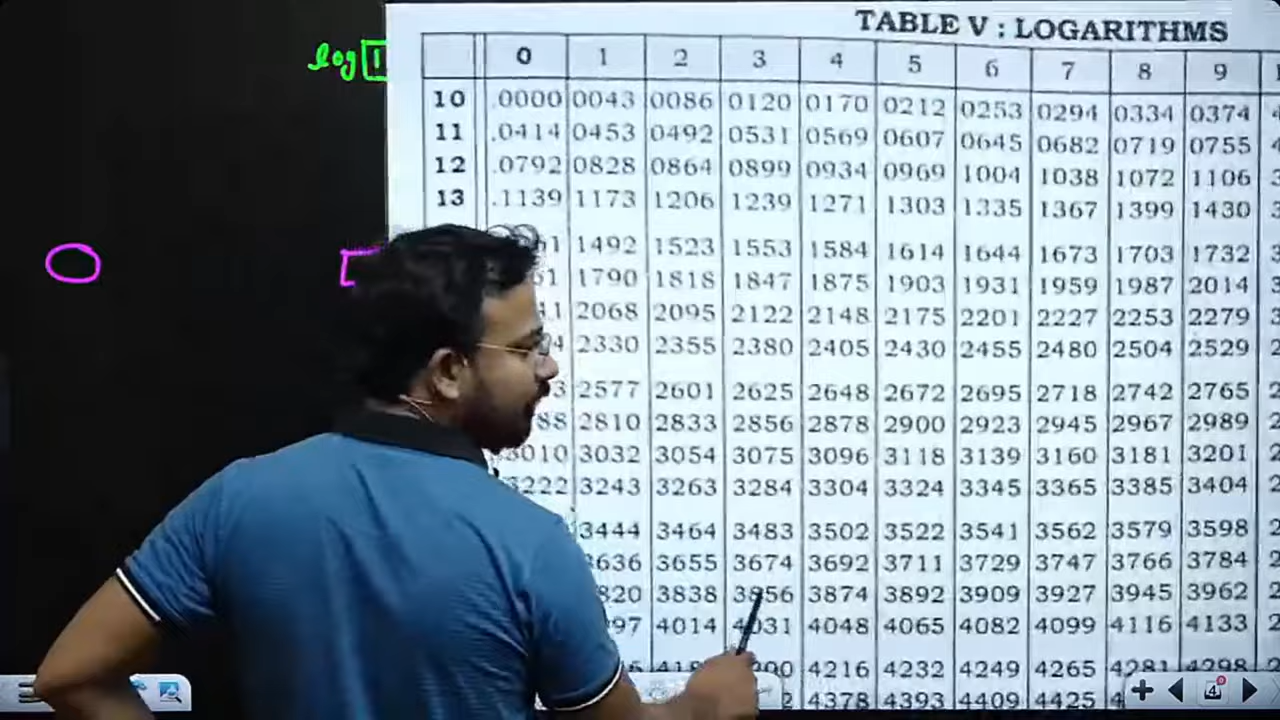 TABLE V : LOGARITHMS
log
0 1 2 3 4 5 6 7 8 9
10 .0000 0043 0086 0120 0170 0212 0253 0294 0334 0374
11 .0414 0453 0492 0531 0569 0607 0645 0682 0719 0755
12 .0792 0828 0864 0899 0934 0969 1004 1038 1072 1106
13 .1139 1173 1206 1239 1271 1303 1335 1367 1399 1430
1492 1523 1553 1584 1614 1644 1673 1703 1732
1790 1818 1847 1875 1903 1931 1959 1987 2014
2068 2095 2122 2148 2175 2201 2227 2253 2279
2330 2355 2380 2405 2430 2455 2480 2504 2529
2577 2601 2625 2648 2672 2695 2718 2742 2765
2810 2833 2856 2878 2900 2923 2945 2967 2989
3010 3032 3054 3075 3096 3118 3139 3160 3181 3201
3222 3243 3263 3284 3304 3324 3345 3365 3385 3404
3444 3464 3483 3502 3522 3541 3562 3579 3598
3636 3655 3674 3692 3711 3729 3747 3766 3784
3838 3856 3874 3892 3909 3927 3945 3962
4014 4031 4048 4065 4082 4099 4116 4133
4216 4232 4249 4265 4281 4298
4378 4393 4409 4425
4